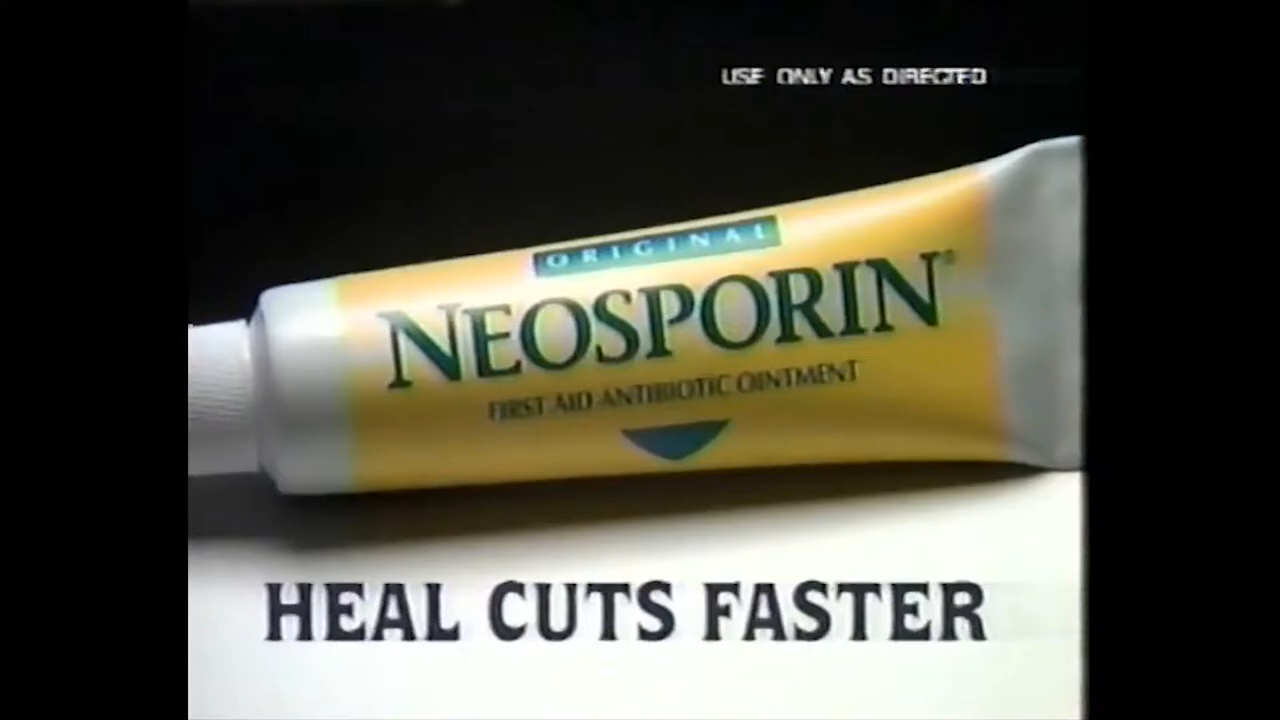 USE ONLY AS DIRECTED
ORIGINAL
NEOSPORIN®
FIRST AID ANTIBIOTIC OINTMENT
HEAL CUTS FASTER